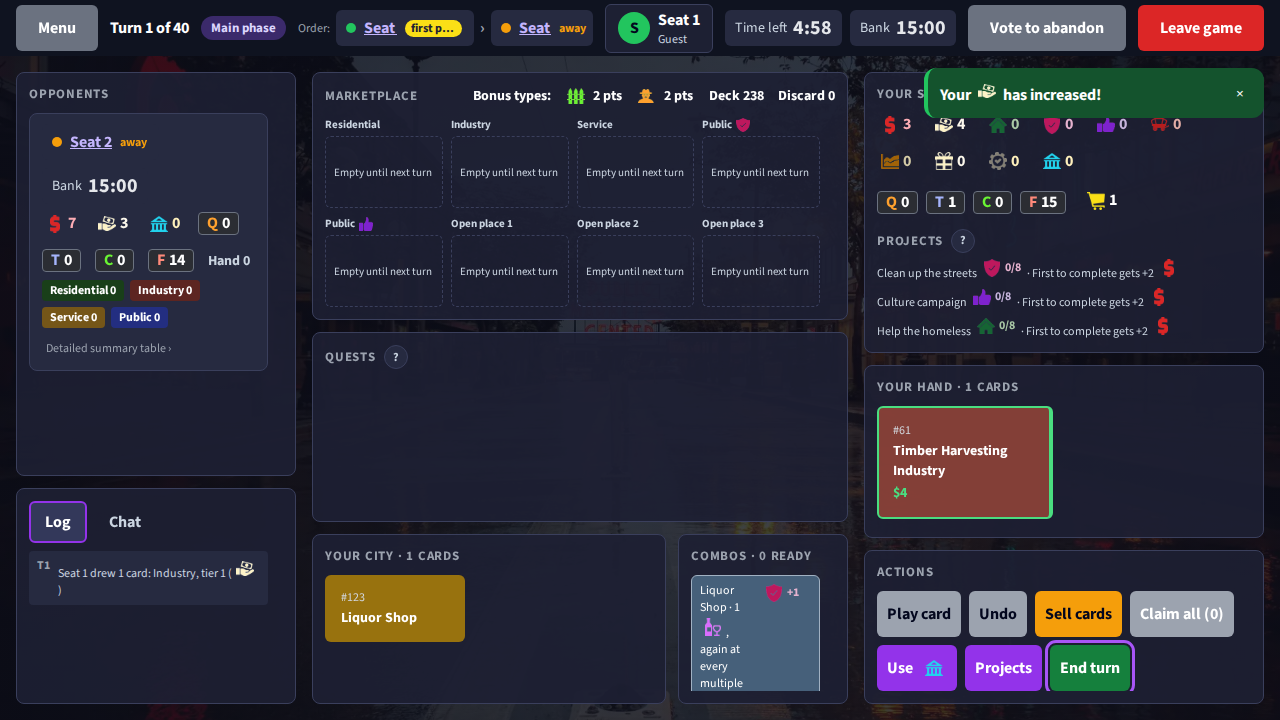 Menu
Turn 1 of 40
Main phase
Order:
Seat
first p...
›
Seat
away
S
Seat 1
Guest
Time left 4:58
Bank 15:00
Vote to abandon
Leave game
OPPONENTS
Seat 2 away
Bank 15:00
7 3 0 Q 0
T 0 C 0 F 14 Hand 0
Residential 0 Industry 0
Service 0 Public 0
Detailed summary table ›
Log Chat
T1 Seat 1 drew 1 card: Industry, tier 1 (
)
MARKETPLACE Bonus types: 2 pts 2 pts Deck 238 Discard 0
Residential Industry Service Public
Empty until next turn Empty until next turn Empty until next turn Empty until next turn
Public Open place 1 Open place 2 Open place 3
Empty until next turn Empty until next turn Empty until next turn Empty until next turn
QUESTS ?
YOUR CITY · 1 CARDS
#123
Liquor Shop
COMBOS · 0 READY
Liquor +1
Shop · 1
,
again at
every
multiple
YOUR S
Your has increased! ×
3 4 0 0 0 0
0 0 0 0
Q 0 T 1 C 0 F 15 1
PROJECTS ?
Clean up the streets 0/8 · First to complete gets +2
Culture campaign 0/8 · First to complete gets +2
Help the homeless 0/8 · First to complete gets +2
YOUR HAND · 1 CARDS
#61
Timber Harvesting
Industry
$4
ACTIONS
Play card Undo Sell cards Claim all (0)
Use Projects End turn